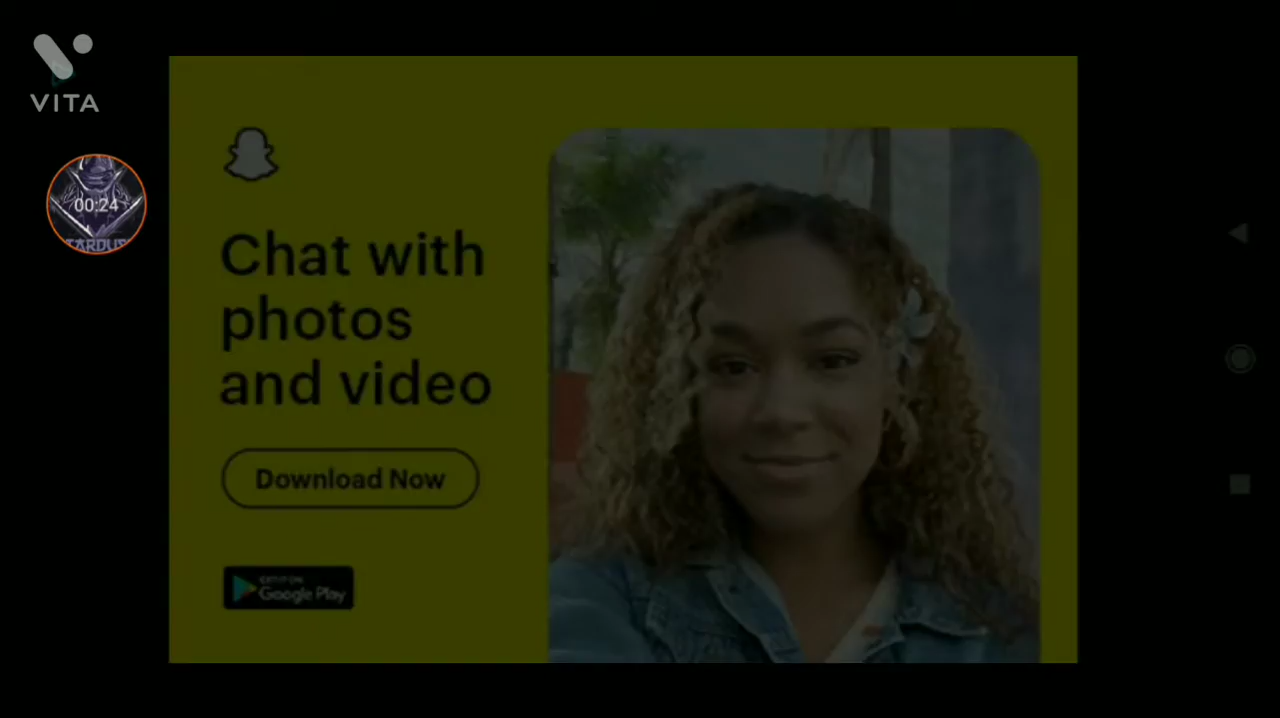 VITA
00:24
Chat with
photos
and video
Download Now
GET IT ON
Google Play